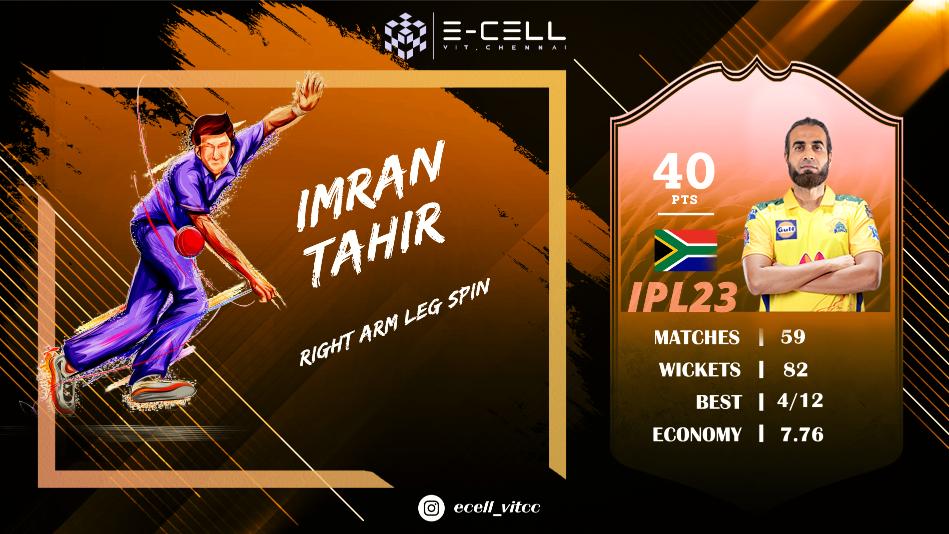 E-CELL
VIT, CHENNAI
IMRAN
TAHIR
RIGHT ARM LEG SPIN
40
PTS
Gulf
IPL23
MATCHES | 59
WICKETS | 82
BEST | 4/12
ECONOMY | 7.76
ecell_vitcc